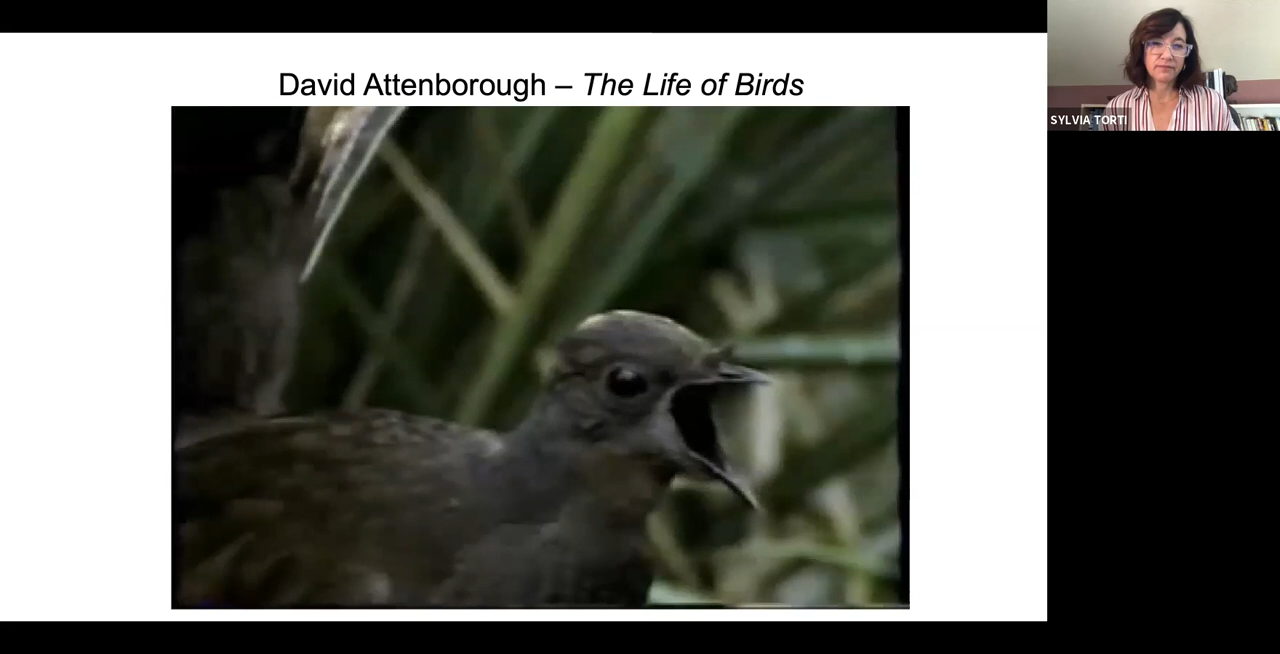 David Attenborough – The Life of Birds
SYLVIA TORTI